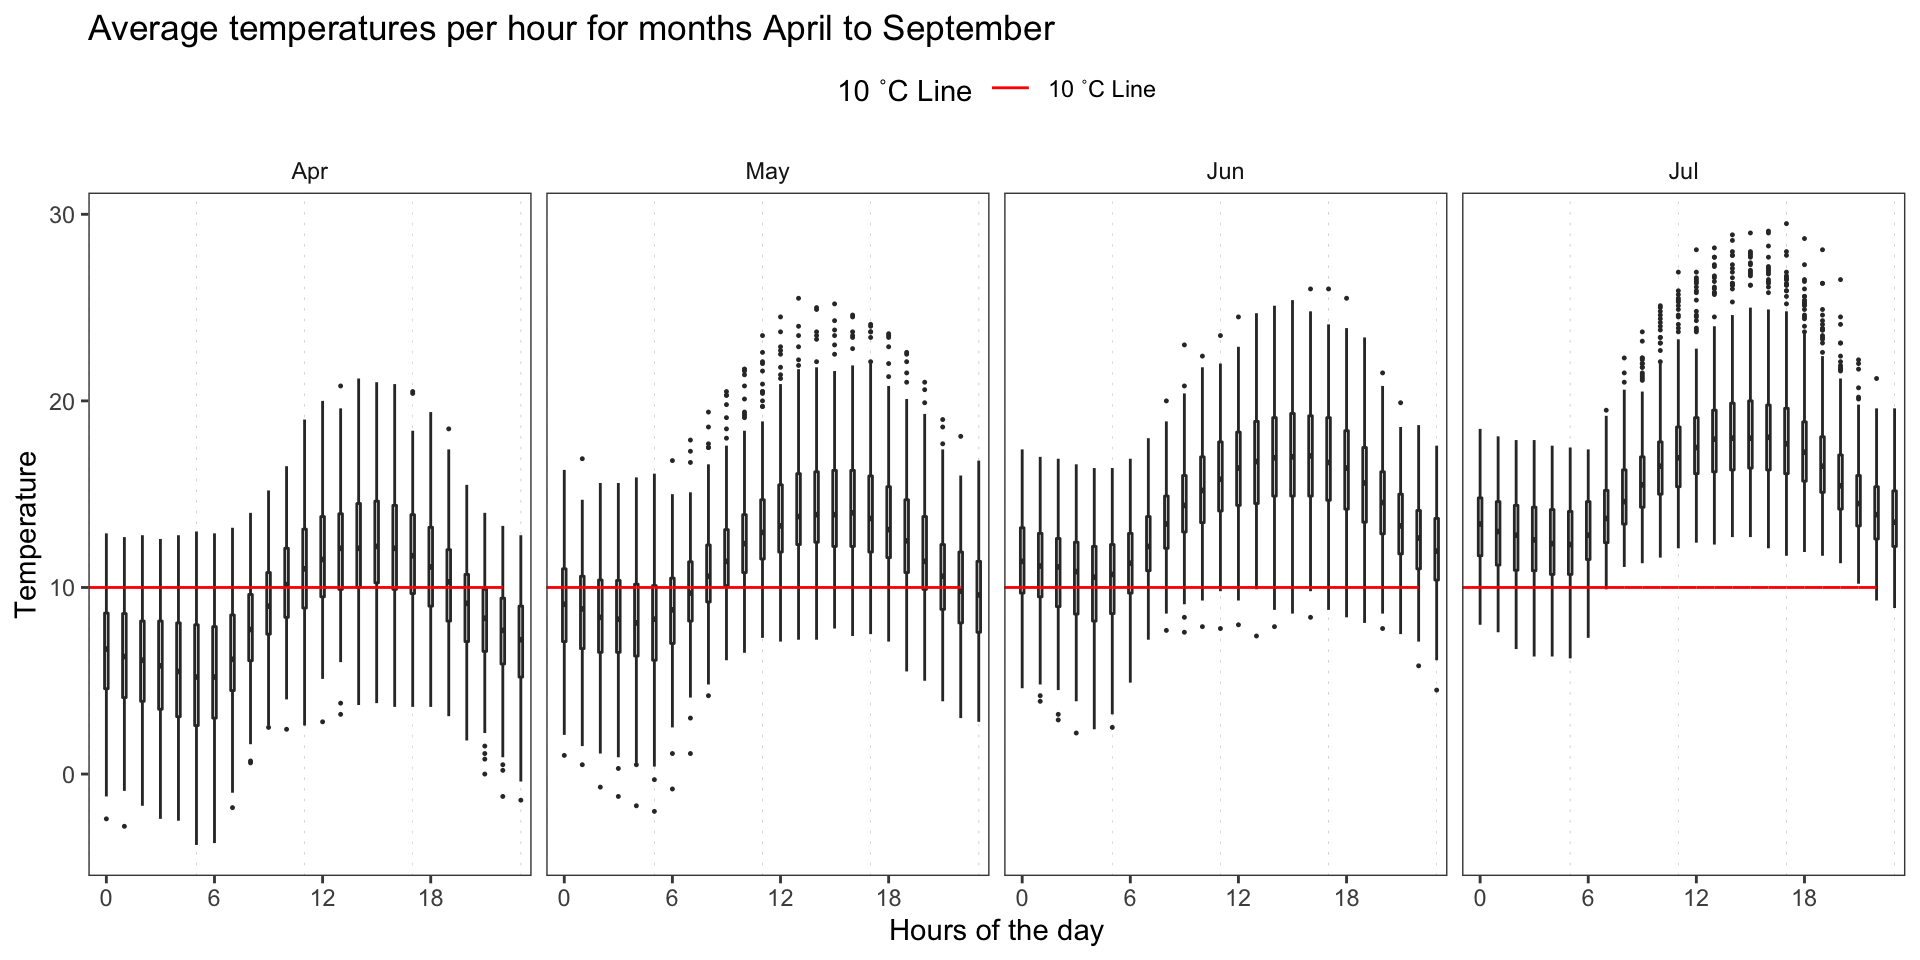 Average temperatures per hour for months April to September
10 ˚C Line 10 ˚C Line
Apr May Jun Jul
30
20
10
0
Temperature
0 6 12 18 0 6 12 18 0 6 12 18 0 6 12 18
Hours of the day